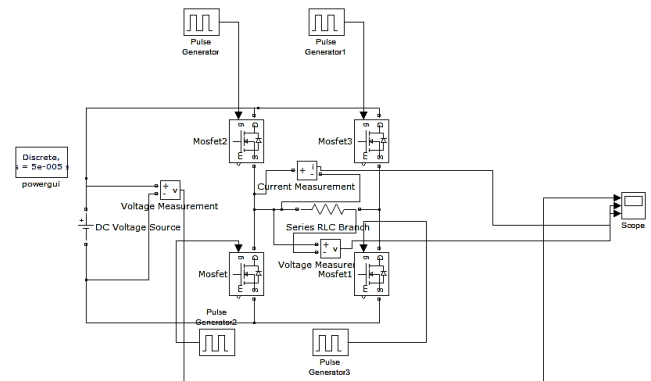 Pulse
Generator
Pulse
Generator1
Mosfet2
Mosfet3
g
D
m
S
g
D
m
S
Discrete,
s = 5e-005 s
powergui
+
-
v
Voltage Measurement
+
-
i
Current Measurement
+
DC Voltage Source
Series RLC Branch
+
-
v
Voltage Measurer
Scope
Mosfet
Mosfet1
g
D
m
S
g
D
m
S
Pulse
Generator2
Pulse
Generator3